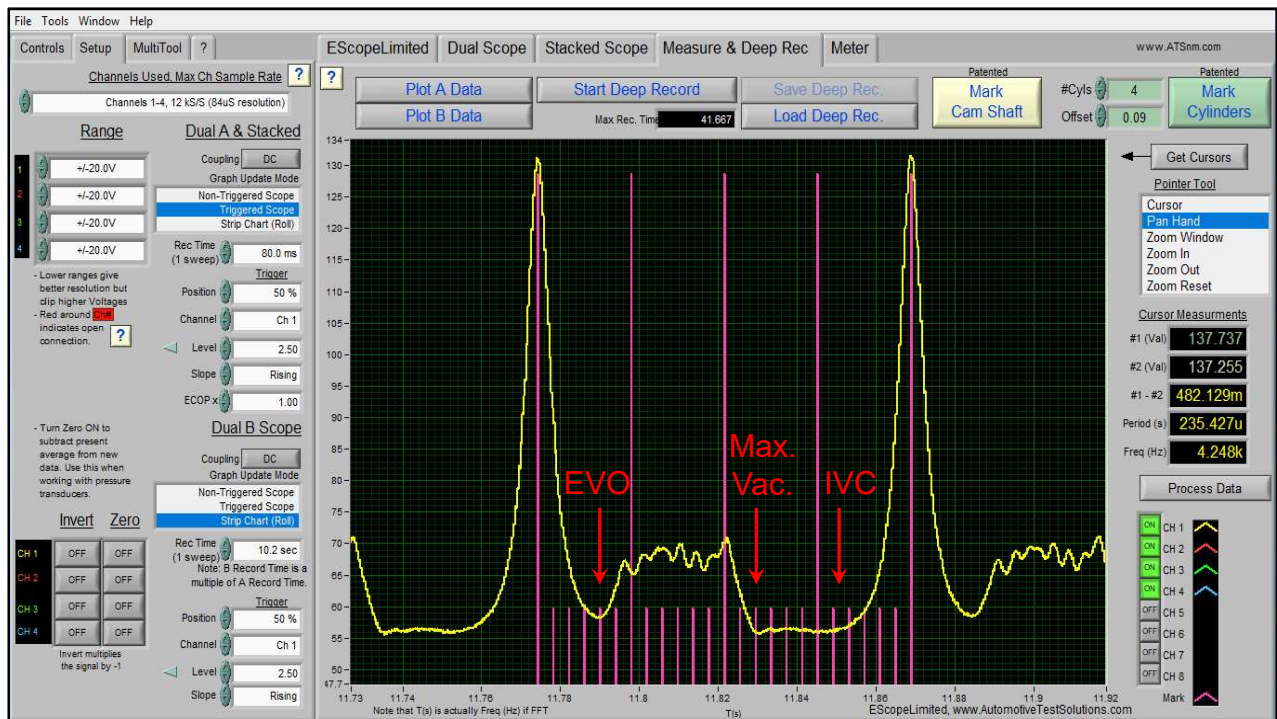 File Tools Window Help
Controls Setup MultiTool ?
EScopeLimited Dual Scope Stacked Scope Measure & Deep Rec Meter
www.ATSnm.com
Channels Used, Max Ch Sample Rate ?
Channels 1-4, 12 kS/S (84uS resolution)
Range
1 +/-20.0V
2 +/-20.0V
3 +/-20.0V
4 +/-20.0V
- Lower ranges give
better resolution but
clip higher Voltages
- Red around Ch#
indicates open
connection.
?
Dual A & Stacked
Coupling DC
Graph Update Mode
Non-Triggered Scope
Triggered Scope
Strip Chart (Roll)
Rec Time
(1 sweep) 80.0 ms
Trigger
Position 50 %
Channel Ch 1
Level 2.50
Slope Rising
ECOP x 1.00
- Turn Zero ON to
subtract present
average from new
data. Use this when
working with pressure
transducers.
Invert Zero
CH 1 OFF OFF
CH 2 OFF OFF
CH 3 OFF OFF
CH 4 OFF OFF
Invert multiplies
the signal by -1
Dual B Scope
Coupling DC
Graph Update Mode
Non-Triggered Scope
Triggered Scope
Strip Chart (Roll)
Rec Time
(1 sweep) 10.2 sec
Note: B Record Time is a
multiple of A Record Time.
Trigger
Position 50 %
Channel Ch 1
Level 2.50
Slope Rising
?
Plot A Data Start Deep Record Save Deep Rec.
Plot B Data Max Rec. Time 41.667 Load Deep Rec.
Patented
Mark
Cam Shaft
#Cyls 4
Offset 0.09
Patented
Mark
Cylinders
134
130
125
120
115
110
105
100
95
90
85
80
75
70
65
60
55
50
47.7
EVO
Max.
Vac.
IVC
11.73 11.74 11.76 11.78 11.8 11.82 11.84 11.86 11.88 11.9 11.92
Note that T(s) is actually Freq (Hz) if FFT
T(s)
EScopeLimited, www.AutomotiveTestSolutions.com
Get Cursors
Pointer Tool
Cursor
Pan Hand
Zoom Window
Zoom In
Zoom Out
Zoom Reset
Cursor Measurments
#1 (Val) 137.737
#2 (Val) 137.255
#1 - #2 482.129m
Period (s) 235.427u
Freq (Hz) 4.248k
Process Data
ON CH 1
ON CH 2
ON CH 3
ON CH 4
OFF CH 5
OFF CH 6
OFF CH 7
OFF CH 8
Mark